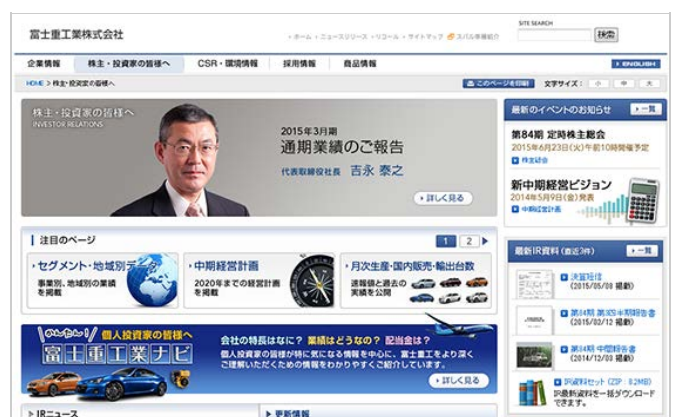 SITE SEARCH
富士重工業株式会社
ホーム ニュースリリース リコール サイトマップ スバル車種紹介
検索
企業情報 株主・投資家の皆様へ CSR・環境情報 採用情報 商品情報
ENGLISH
HOME > 株主・投資家の皆様へ
このページを印刷 文字サイズ: 小 中 大
株主・投資家の皆様へ
INVESTOR RELATIONS
2015年3月期
通期業績のご報告
代表取締役社長 吉永 泰之
詳しく見る
最新のイベントのお知らせ 一覧
第84期 定時株主総会
2015年6月23日(火)午前10時開催予定
株主総会
新中期経営ビジョン
2014年5月9日(金)発表
中期経営計画
注目のページ
1 2
セグメント・地域別データ
事業別、地域別の業績
を掲載
中期経営計画
2020年までの経営計画
を掲載
月次生産・国内販売・輸出台数
速報値と過去の
実績を公開
最新IR資料(直近3件) 一覧
決算短信
(2015/05/08 掲載)
第84期 第3四半期報告書
(2015/02/12 掲載)
第84期 中間報告書
(2014/12/03 掲載)
IR資料セット(ZIP:8.2MB)
IR最新資料を一括ダウンロード
できます。
かんたん! 個人投資家の皆様へ
富士重工業ナビ
会社の特長はなに? 業績はどうなの? 配当金は?
個人投資家の皆様が特に気になる情報を中心に、富士重工をより深く
ご理解いただくための情報をわかりやすくご紹介しています。
詳しく見る
IRニュース
更新情報